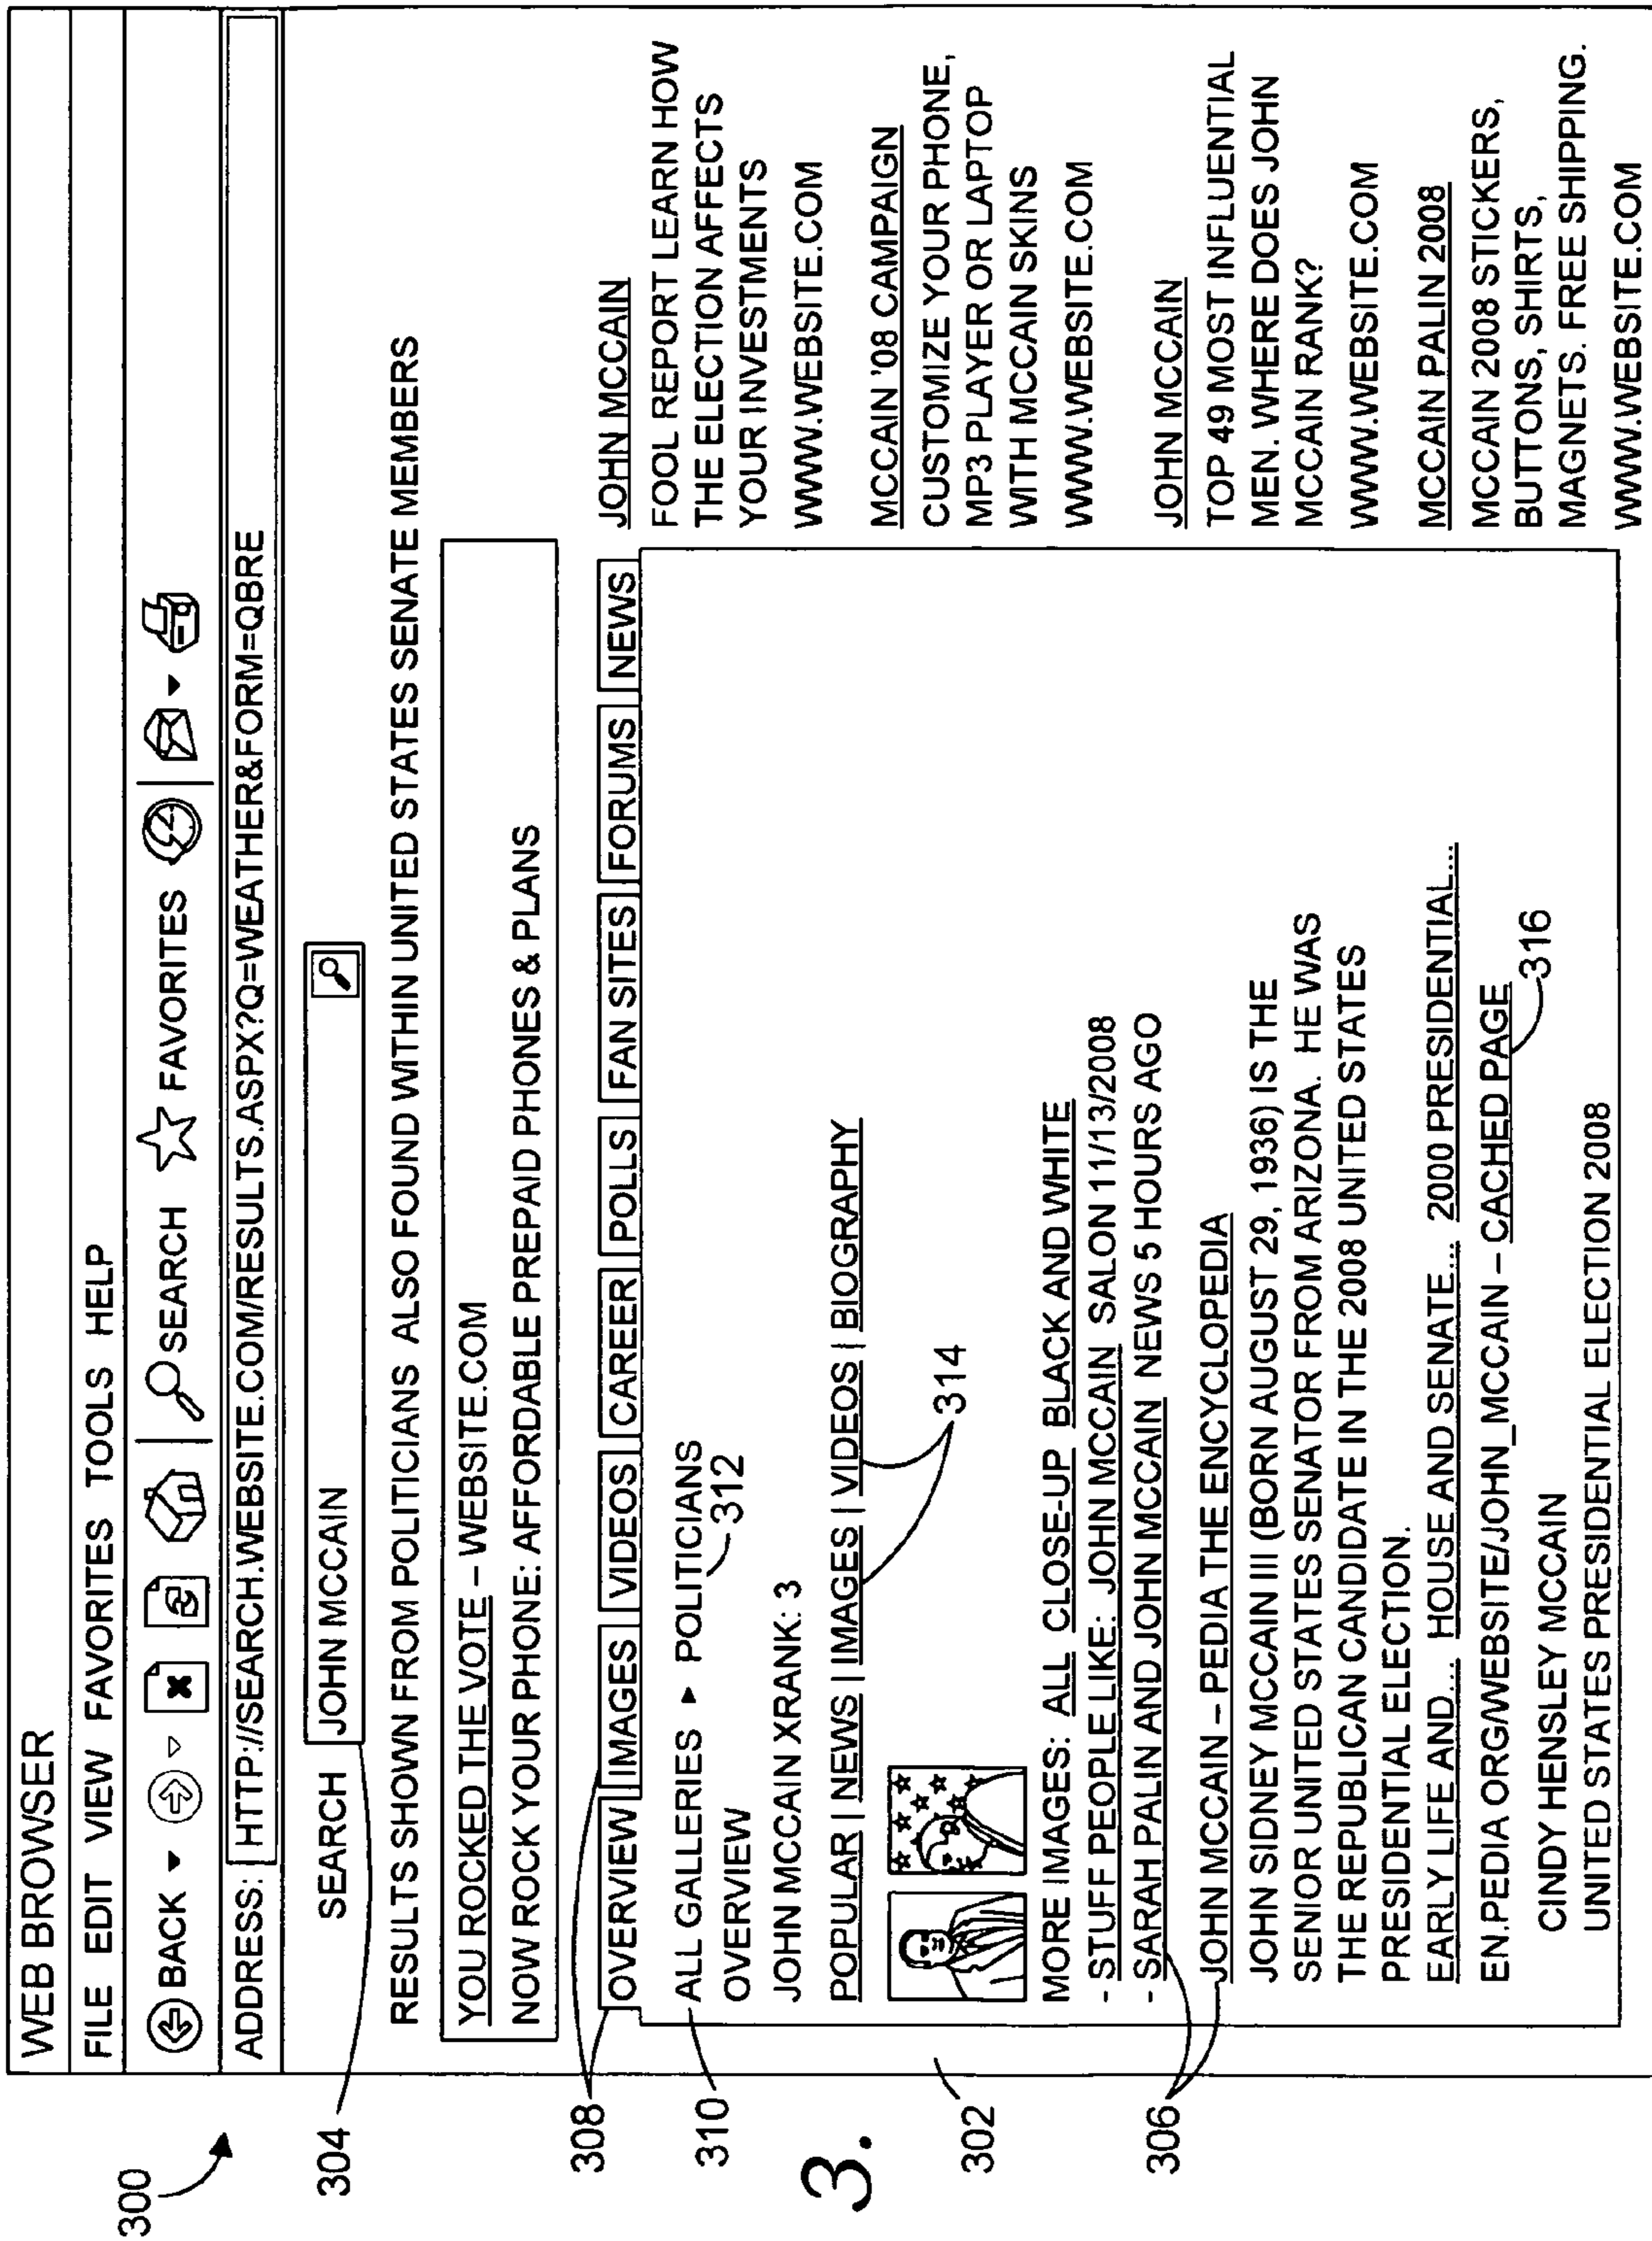 WEB BROWSER
FILE EDIT VIEW FAVORITES TOOLS HELP
BACK SEARCH FAVORITES
ADDRESS: HTTP://SEARCH.WEBSITE.COM/RESULTS.ASPX?Q=WEATHER&FORM=QBRE
300
SEARCH JOHN MCCAIN
304
RESULTS SHOWN FROM POLITICIANS ALSO FOUND WITHIN UNITED STATES SENATE MEMBERS
YOU ROCKED THE VOTE – WEBSITE.COM
NOW ROCK YOUR PHONE: AFFORDABLE PREPAID PHONES & PLANS
308
OVERVIEW IMAGES VIDEOS CAREER POLLS FAN SITES FORUMS NEWS
310
ALL GALLERIES ► POLITICIANS
312
OVERVIEW
JOHN MCCAIN XRANK: 3
POPULAR | NEWS | IMAGES | VIDEOS | BIOGRAPHY
314
3.
302
MORE IMAGES: ALL CLOSE-UP BLACK AND WHITE
- STUFF PEOPLE LIKE: JOHN MCCAIN SALON 11/13/2008
- SARAH PALIN AND JOHN MCCAIN NEWS 5 HOURS AGO
306
JOHN MCCAIN – PEDIA THE ENCYCLOPEDIA
JOHN SIDNEY MCCAIN III (BORN AUGUST 29, 1936) IS THE
SENIOR UNITED STATES SENATOR FROM ARIZONA. HE WAS
THE REPUBLICAN CANDIDATE IN THE 2008 UNITED STATES
PRESIDENTIAL ELECTION.
EARLY LIFE AND... HOUSE AND SENATE... 2000 PRESIDENTIAL...
EN.PEDIA ORG/WEBSITE/JOHN_MCCAIN – CACHED PAGE
316
CINDY HENSLEY MCCAIN
UNITED STATES PRESIDENTIAL ELECTION 2008
JOHN MCCAIN
FOOL REPORT LEARN HOW
THE ELECTION AFFECTS
YOUR INVESTMENTS
WWW.WEBSITE.COM
MCCAIN '08 CAMPAIGN
CUSTOMIZE YOUR PHONE,
MP3 PLAYER OR LAPTOP
WITH MCCAIN SKINS
WWW.WEBSITE.COM
JOHN MCCAIN
TOP 49 MOST INFLUENTIAL
MEN. WHERE DOES JOHN
MCCAIN RANK?
WWW.WEBSITE.COM
MCCAIN PALIN 2008
MCCAIN 2008 STICKERS,
BUTTONS, SHIRTS,
MAGNETS. FREE SHIPPING.
WWW.WEBSITE.COM